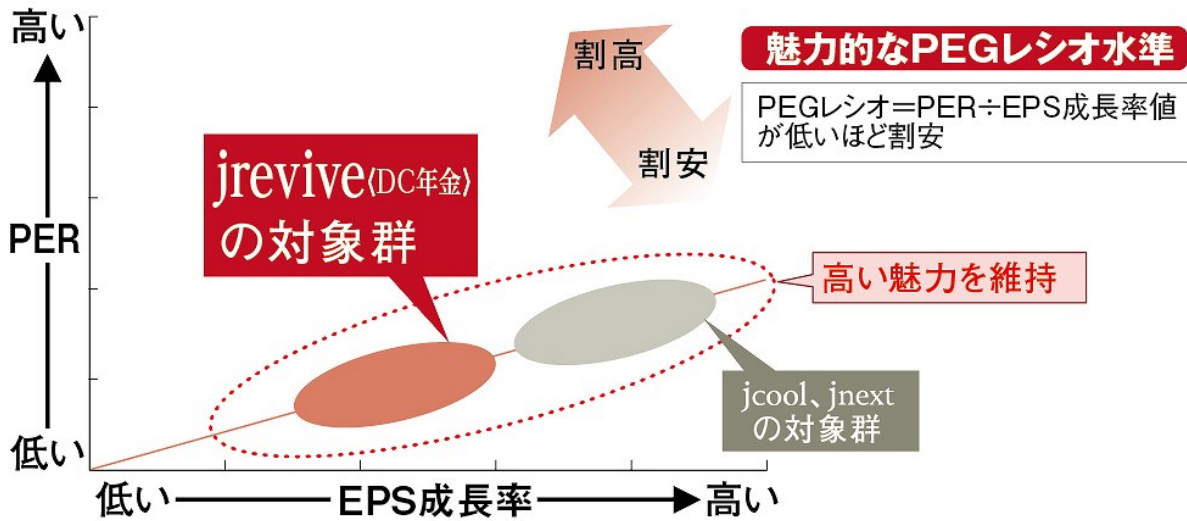 高い
PER
低い
低い
EPS成長率
高い
割高
割安
魅力的なPEGレシオ水準
PEGレシオ=PER÷EPS成長率値
が低いほど割安
jrevive〈DC年金〉
の対象群
高い魅力を維持
jcool、jnext
の対象群